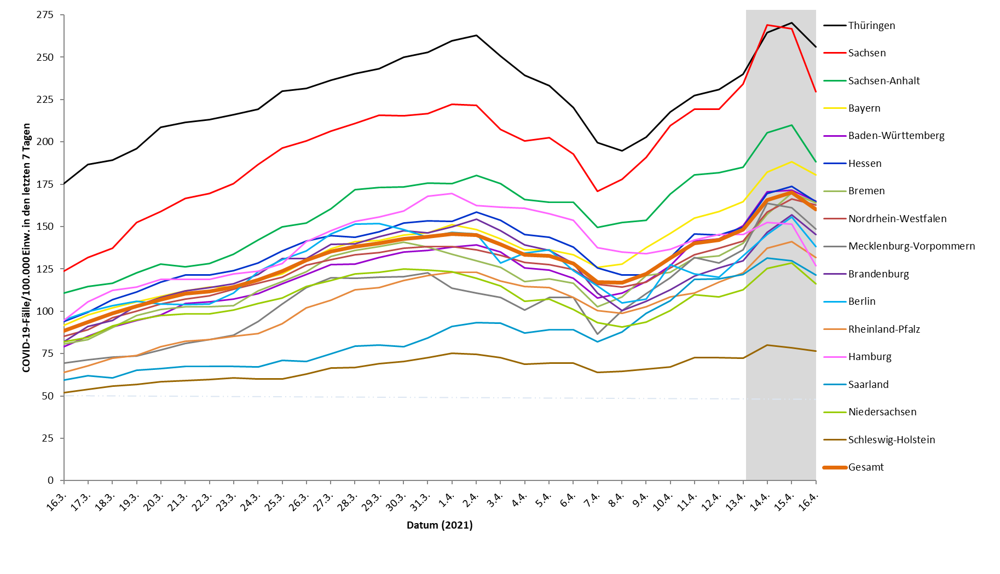 COVID-19-Fälle/100.000 Einw. in den letzten 7 Tagen
275
250
225
200
175
150
125
100
75
50
25
0
16.3.
17.3.
18.3.
19.3.
20.3.
21.3.
22.3.
23.3.
24.3.
25.3.
26.3.
27.3.
28.3.
29.3.
30.3.
31.3.
1.4.
2.4.
3.4.
4.4.
5.4.
6.4.
7.4.
8.4.
9.4.
10.4.
11.4.
12.4.
13.4.
14.4.
15.4.
16.4.
Datum (2021)
Thüringen
Sachsen
Sachsen-Anhalt
Bayern
Baden-Württemberg
Hessen
Bremen
Nordrhein-Westfalen
Mecklenburg-Vorpommern
Brandenburg
Berlin
Rheinland-Pfalz
Hamburg
Saarland
Niedersachsen
Schleswig-Holstein
Gesamt